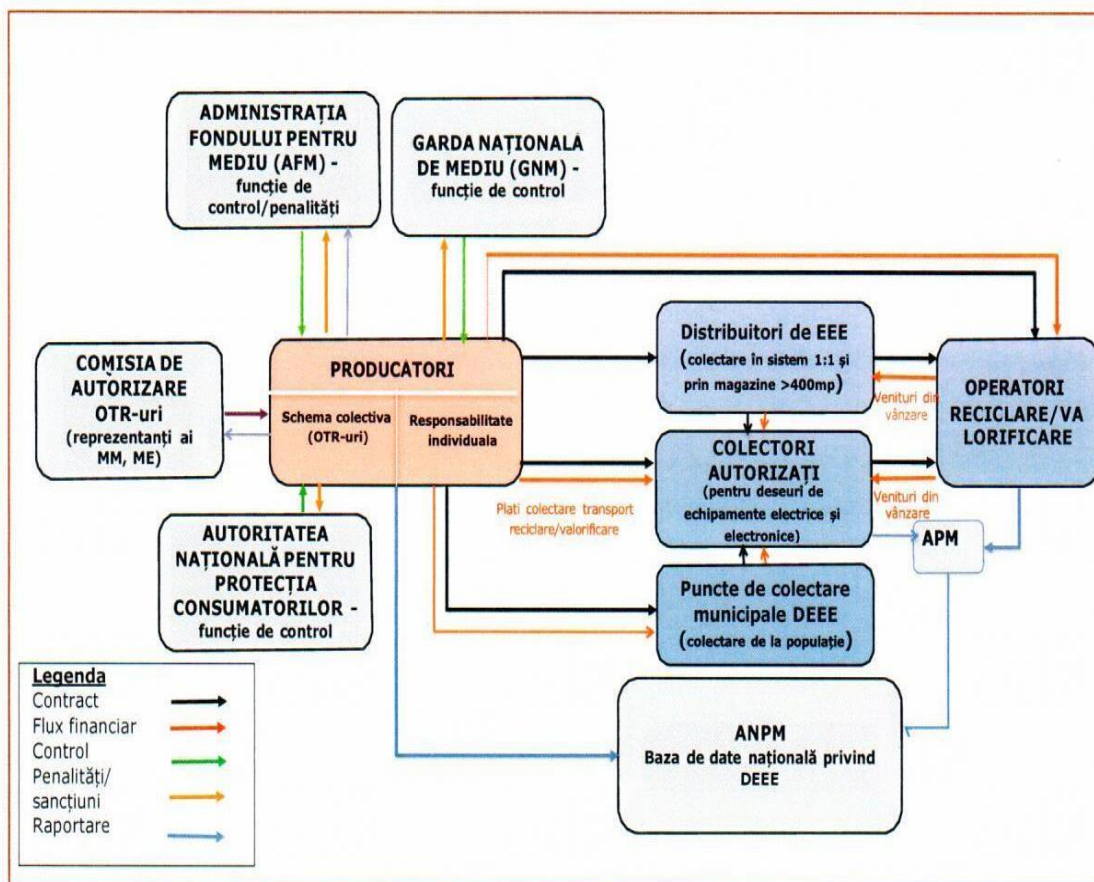 ADMINISTRAȚIA
FONDULUI PENTRU
MEDIU (AFM) -
funcție de
control/penalități
GARDA NAȚIONALĂ
DE MEDIU (GNM) -
funcție de control
COMISIA DE
AUTORIZARE
OTR-uri
(reprezentanți ai
MM, ME)
PRODUCĂTORI
Schema colectiva
(OTR-uri)
Responsabilitate
individuala
Distribuitori de EEE
(colectare în sistem 1:1 și
prin magazine >400mp)
Venituri din
vânzare
OPERATORI
RECICLARE/VA
LORIFICARE
COLECTORI
AUTORIZAȚI
(pentru deseuri de
echipamente electrice și
electronice)
Plati colectare transport
reciclare/valorificare
Venituri din
vânzare
APM
AUTORITATEA
NAȚIONALĂ PENTRU
PROTECȚIA
CONSUMATORILOR -
funcție de control
Puncte de colectare
municipale DEEE
(colectare de la populație)
ANPM
Baza de date națională privind
DEEE
Legenda
Contract
Flux financiar
Control
Penalități/
sancțiuni
Raportare